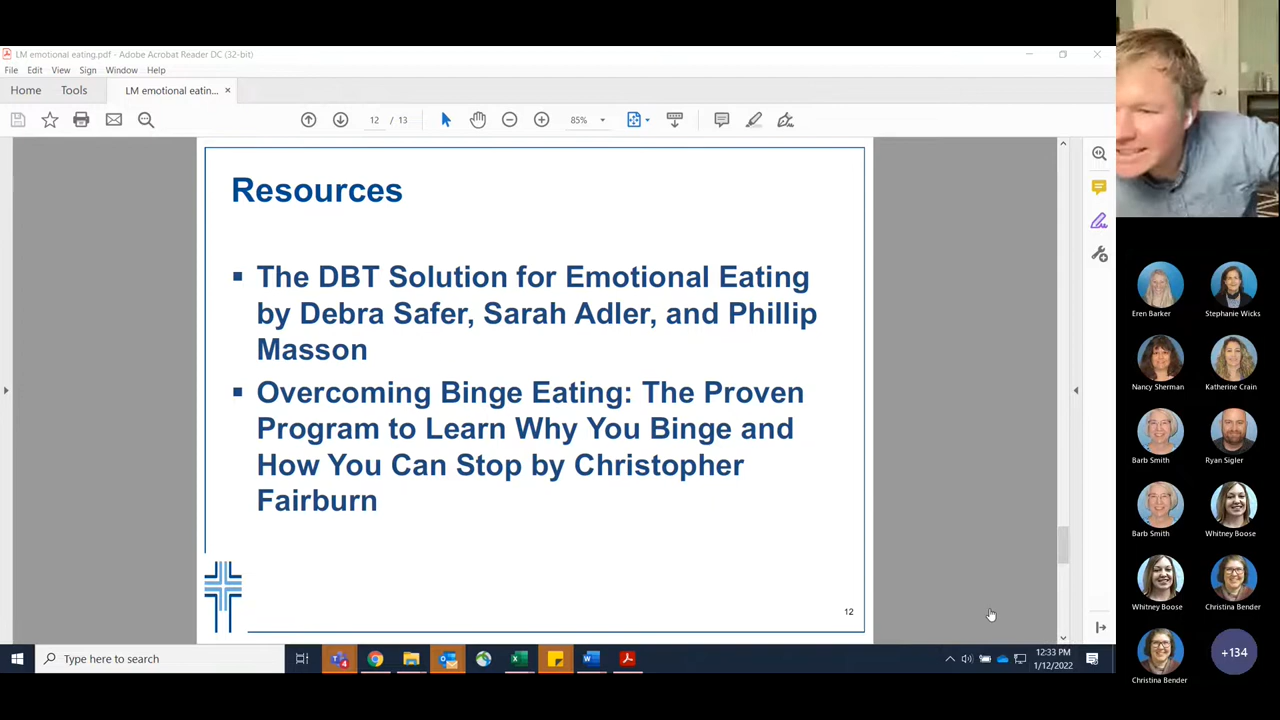 LM emotional eating.pdf - Adobe Acrobat Reader DC (32-bit)
File Edit View Sign Window Help
Home Tools LM emotional eatin... ×
12 / 13 85%
Resources
▪ The DBT Solution for Emotional Eating
by Debra Safer, Sarah Adler, and Phillip
Masson
▪ Overcoming Binge Eating: The Proven
Program to Learn Why You Binge and
How You Can Stop by Christopher
Fairburn
12
Eren Barker Stephanie Wicks
Nancy Sherman Katherine Crain
Barb Smith Ryan Sigler
Barb Smith Whitney Boose
Whitney Boose Christina Bender
Christina Bender +134
Type here to search
12:33 PM
1/12/2022